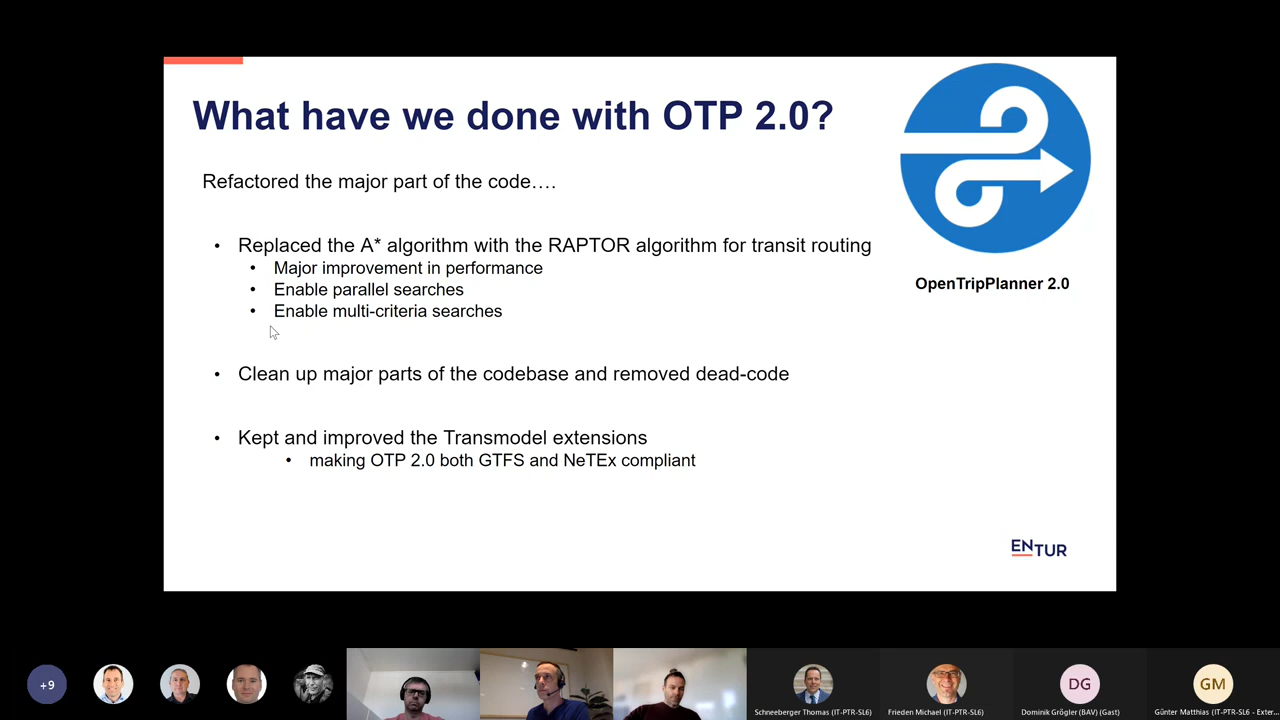 What have we done with OTP 2.0?
Refactored the major part of the code….
• Replaced the A* algorithm with the RAPTOR algorithm for transit routing
• Major improvement in performance
• Enable parallel searches
• Enable multi-criteria searches
OpenTripPlanner 2.0
• Clean up major parts of the codebase and removed dead-code
• Kept and improved the Transmodel extensions
• making OTP 2.0 both GTFS and NeTEx compliant
ENTUR
+9
DG
GM
Schneeberger Thomas (IT-PTR-SL6)
Frieden Michael (IT-PTR-SL6)
Dominik Grögler (BAV) (Gast)
Günter Matthias (IT-PTR-SL6 - Exter...